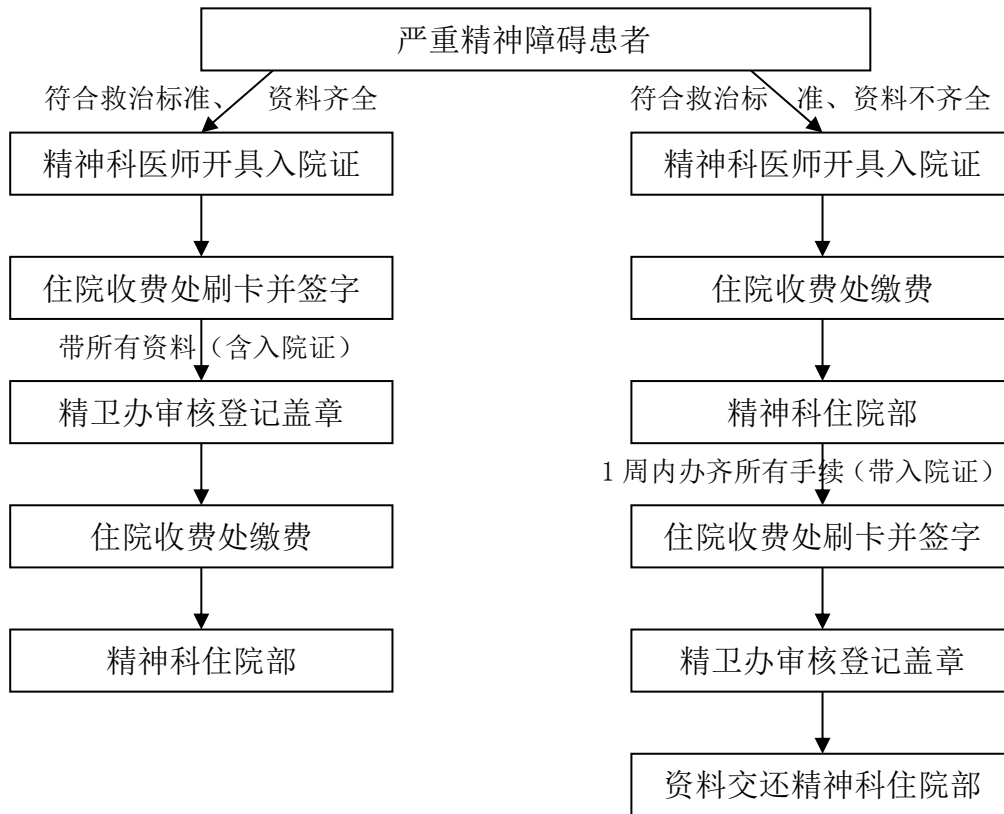 严重精神障碍患者
符合救治标准、 资料齐全
符合救治标 准、资料不齐全
精神科医师开具入院证
精神科医师开具入院证
住院收费处刷卡并签字
住院收费处缴费
带所有资料（含入院证）
精卫办审核登记盖章
精神科住院部
1 周内办齐所有手续（带入院证）
住院收费处缴费
住院收费处刷卡并签字
精神科住院部
精卫办审核登记盖章
资料交还精神科住院部